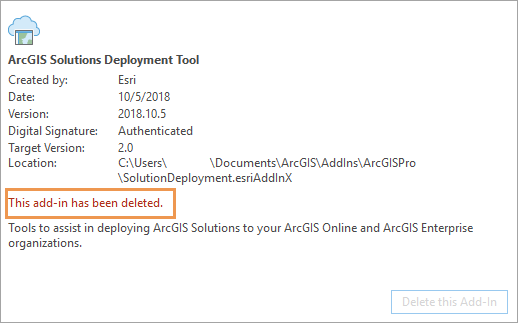 ArcGIS Solutions Deployment Tool
Created by: Esri
Date: 10/5/2018
Version: 2018.10.5
Digital Signature: Authenticated
Target Version: 2.0
Location: C:\Users\ \Documents\ArcGIS\AddIns\ArcGISPro
\SolutionDeployment.esriAddInX
This add-in has been deleted.
Tools to assist in deploying ArcGIS Solutions to your ArcGIS Online and ArcGIS Enterprise
organizations.
Delete this Add-In